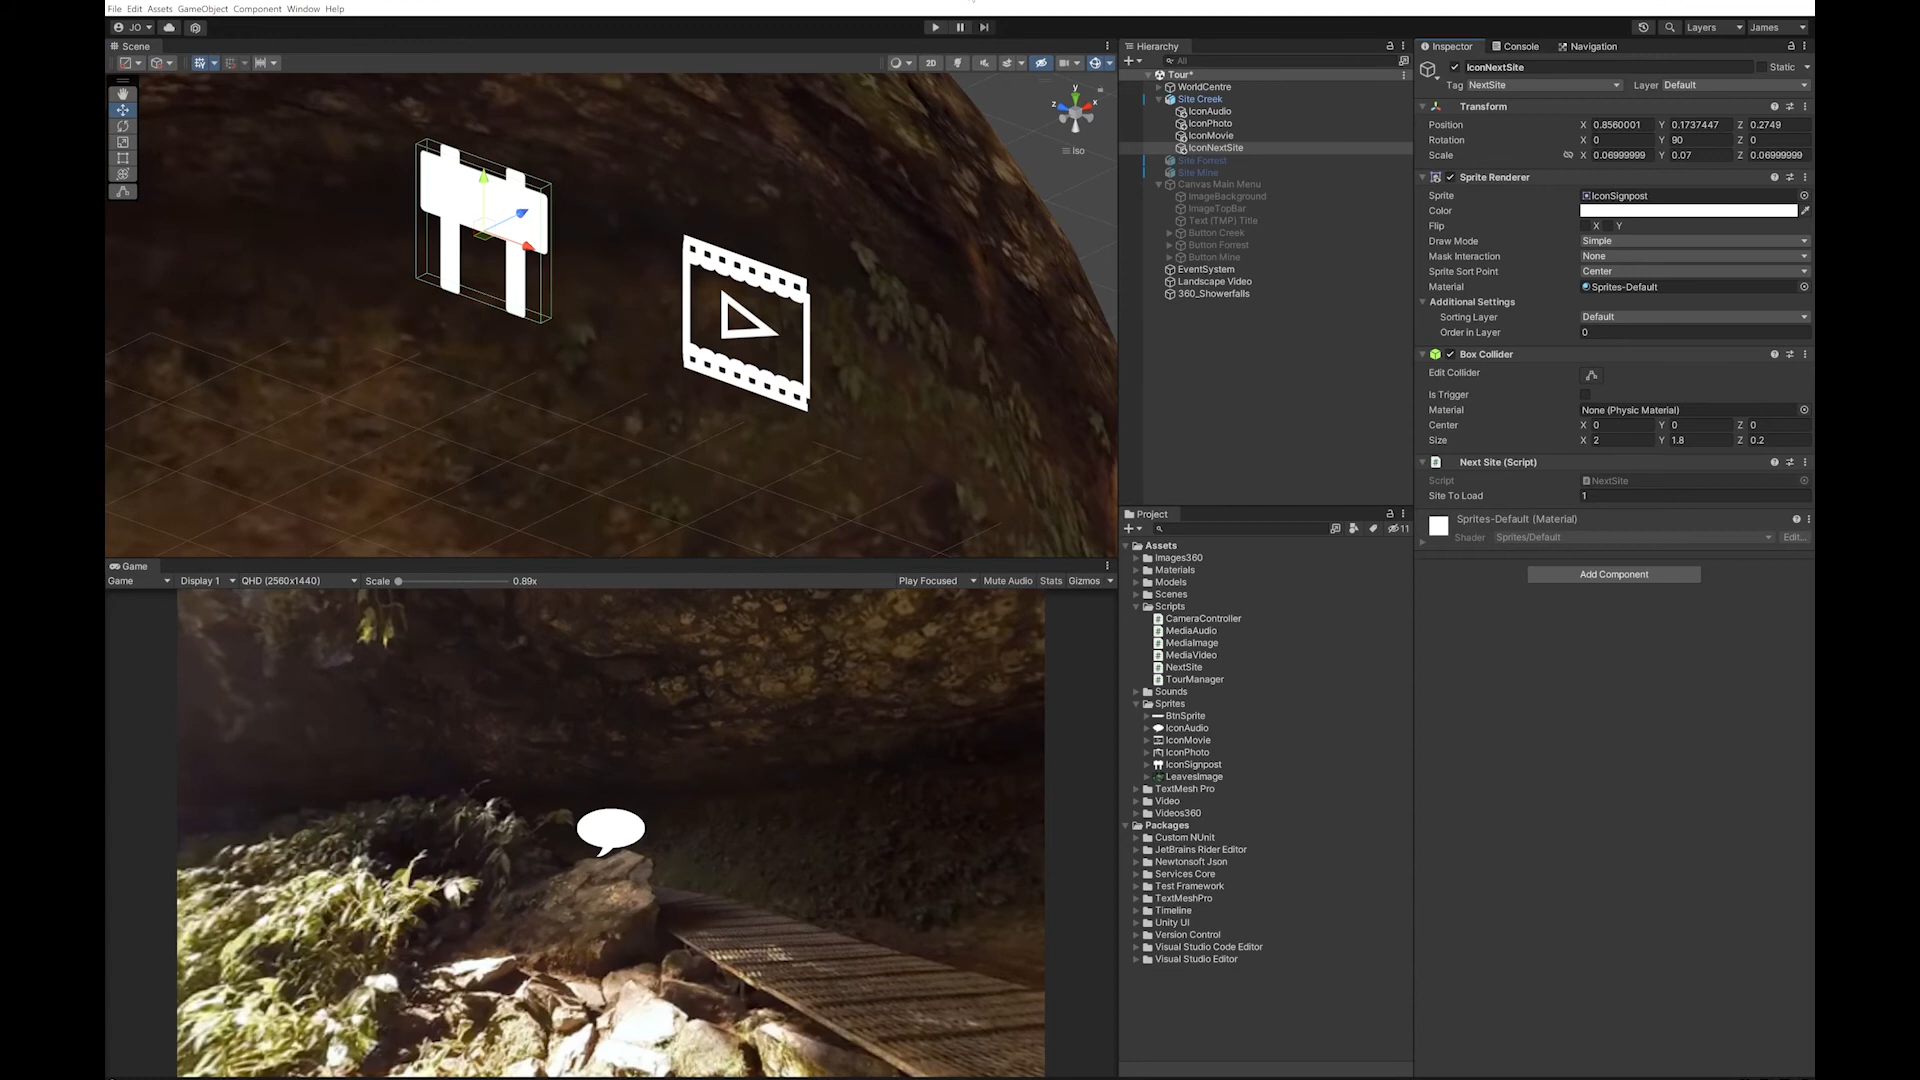 File Edit Assets GameObject Component Window Help
JO
Layers
James
Scene
2D
y
z
x
Iso
Game
Game Display 1 QHD (2560x1440) Scale 0.89x Play Focused Mute Audio Stats Gizmos
Hierarchy
All
Tour*
WorldCentre
Site Creek
IconAudio
IconPhoto
IconMovie
IconNextSite
Site Forrest
Site Mine
Canvas Main Menu
ImageBackground
ImageTopBar
Text (TMP) Title
Button Creek
Button Forrest
Button Mine
EventSystem
Landscape Video
360_Showerfalls
Project
11
Assets
Images360
Materials
Models
Scenes
Scripts
CameraController
MediaAudio
MediaImage
MediaVideo
NextSite
TourManager
Sounds
Sprites
BtnSprite
IconAudio
IconMovie
IconPhoto
IconSignpost
LeavesImage
TextMesh Pro
Video
Videos360
Packages
Custom NUnit
JetBrains Rider Editor
Newtonsoft Json
Services Core
Test Framework
TextMeshPro
Timeline
Unity UI
Version Control
Visual Studio Code Editor
Visual Studio Editor
Inspector Console Navigation
IconNextSite Static
Tag NextSite Layer Default
Transform
Position X 0.8560001 Y 0.1737447 Z 0.2749
Rotation X 0 Y 90 Z 0
Scale X 0.06999999 Y 0.07 Z 0.06999999
Sprite Renderer
Sprite IconSignpost
Color
Flip X Y
Draw Mode Simple
Mask Interaction None
Sprite Sort Point Center
Material Sprites-Default
Additional Settings
Sorting Layer Default
Order in Layer 0
Box Collider
Edit Collider
Is Trigger
Material None (Physic Material)
Center X 0 Y 0 Z 0
Size X 2 Y 1.8 Z 0.2
Next Site (Script)
Script NextSite
Site To Load 1
Sprites-Default (Material)
Shader Sprites/Default Edit...
Add Component